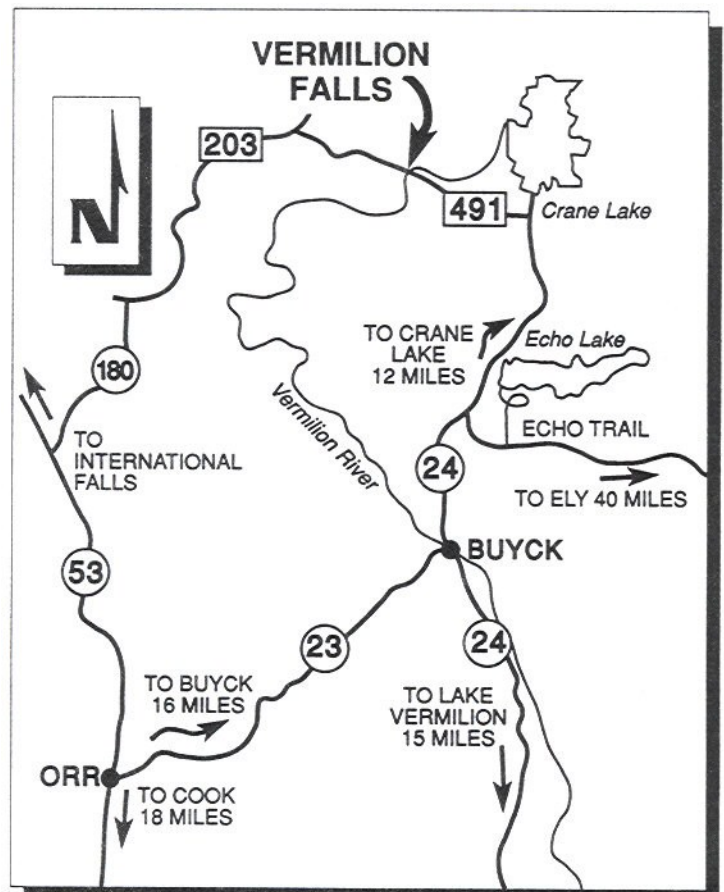 VERMILION
FALLS
203
N
491
Crane Lake
TO CRANE
LAKE
12 MILES
Echo Lake
180
TO
INTERNATIONAL
FALLS
Vermilion River
ECHO TRAIL
24
TO ELY 40 MILES
BUYCK
53
23
24
TO BUYCK
16 MILES
TO LAKE
VERMILION
15 MILES
ORR
TO COOK
18 MILES